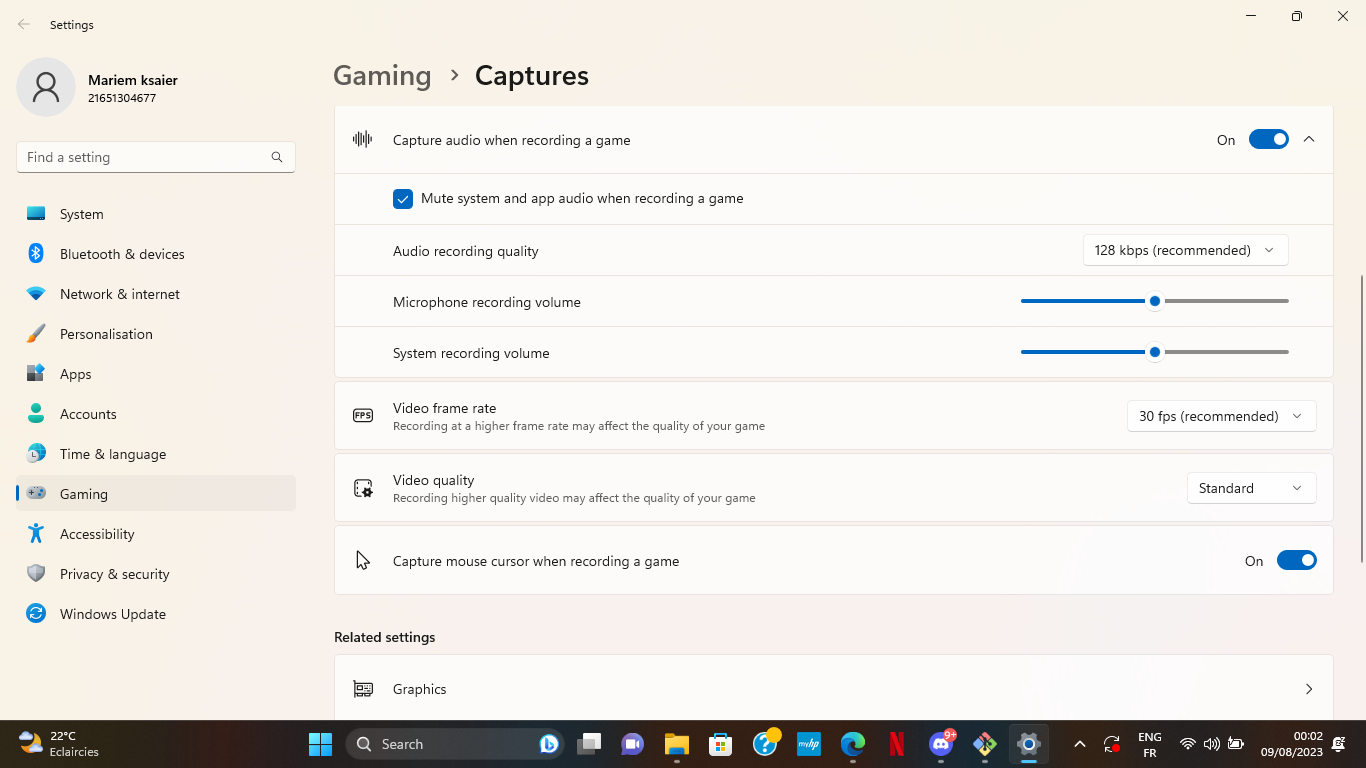 Settings
Mariem ksaier
21651304677
Find a setting
System
Bluetooth & devices
Network & internet
Personalisation
Apps
Accounts
Time & language
Gaming
Accessibility
Privacy & security
Windows Update
Gaming > Captures
Capture audio when recording a game On
Mute system and app audio when recording a game
Audio recording quality 128 kbps (recommended)
Microphone recording volume
System recording volume
FPS
Video frame rate
Recording at a higher frame rate may affect the quality of your game
30 fps (recommended)
Video quality
Recording higher quality video may affect the quality of your game
Standard
Capture mouse cursor when recording a game On
Related settings
Graphics
22°C
Eclaircies
Search
myhp
N
9+
ENG
FR
00:02
09/08/2023